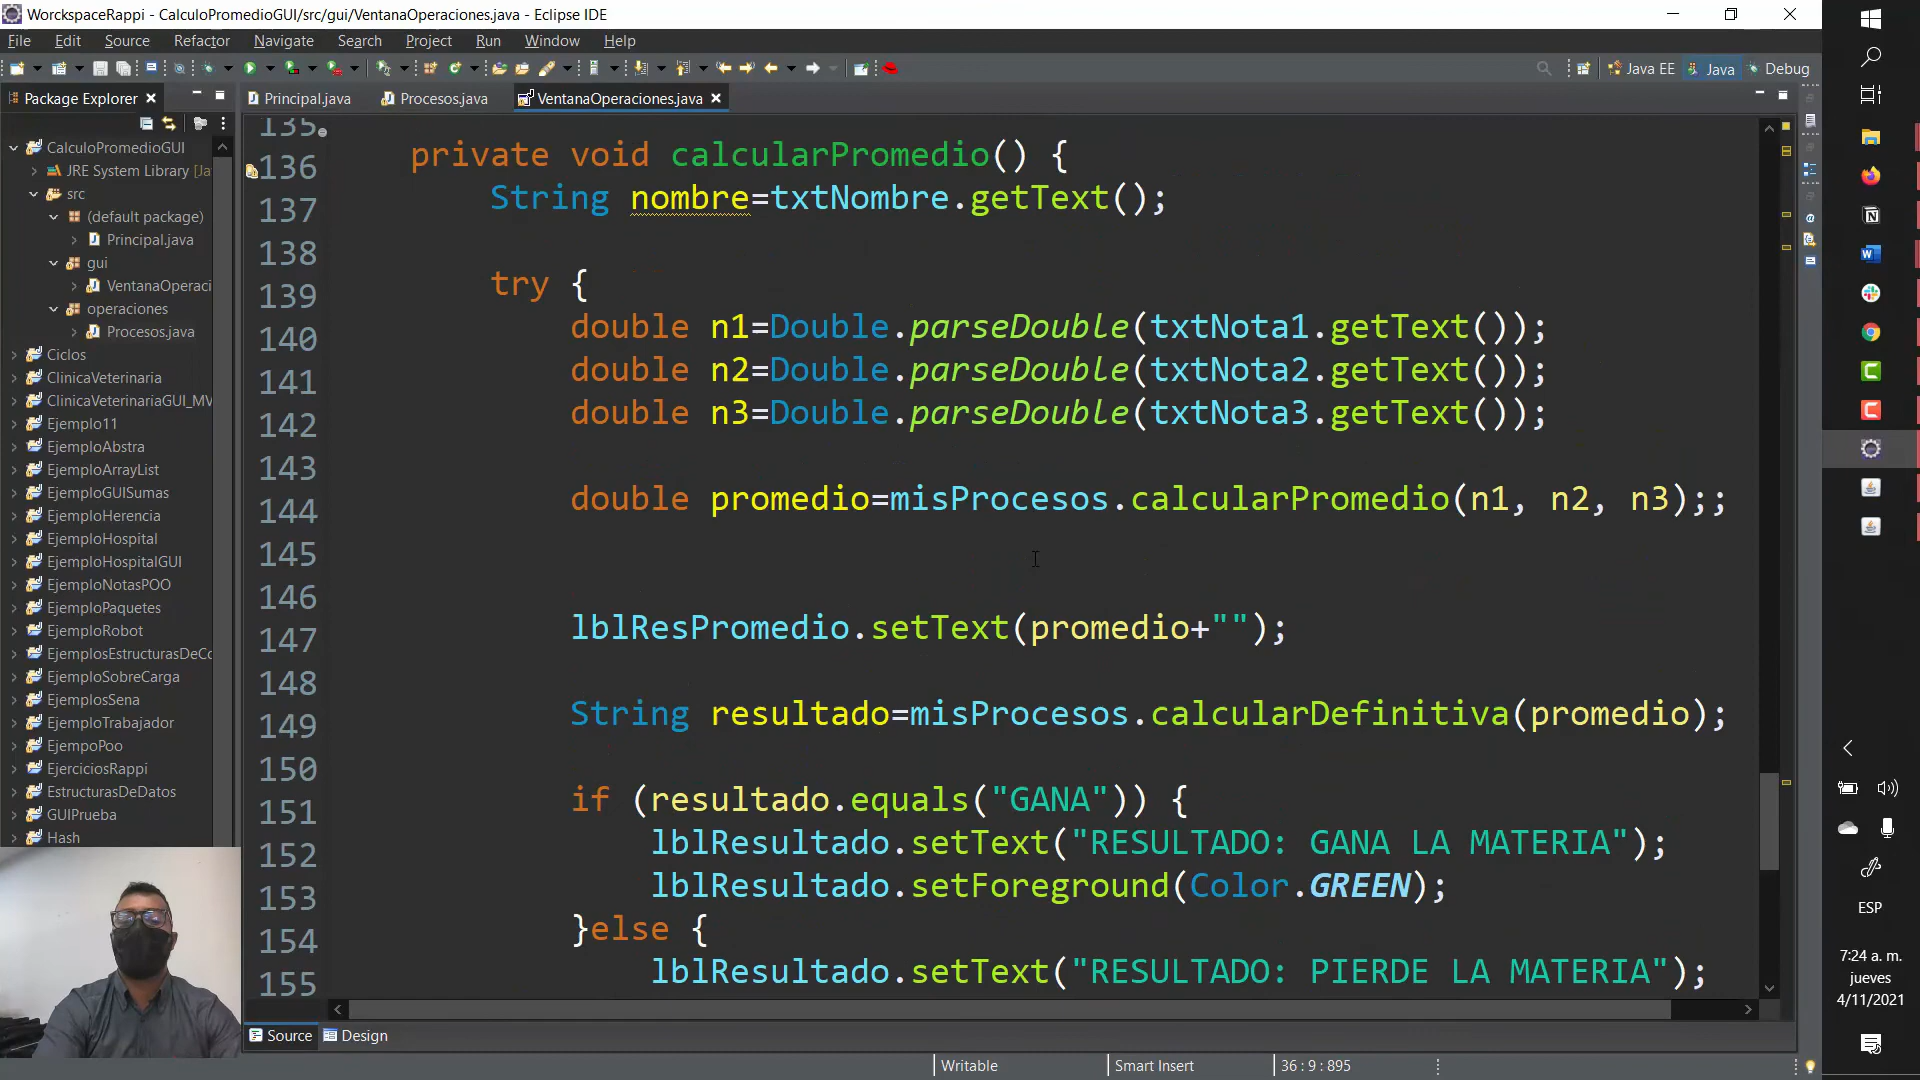 WorckspaceRappi - CalculoPromedioGUI/src/gui/VentanaOperaciones.java - Eclipse IDE
File Edit Source Refactor Navigate Search Project Run Window Help
Java EE Java Debug
Package Explorer
Principal.java Procesos.java VentanaOperaciones.java
CalculoPromedioGUI
JRE System Library [Ja
src
(default package)
Principal.java
gui
VentanaOperaci
operaciones
Procesos.java
Ciclos
ClinicaVeterinaria
ClinicaVeterinariaGUI_MV
Ejemplo11
EjemploAbstra
EjemploArrayList
EjemploGUISumas
EjemploHerencia
EjemploHospital
EjemploHospitalGUI
EjemploNotasPOO
EjemploPaquetes
EjemploRobot
EjemplosEstructurasDeCo
EjemploSobreCarga
EjemplosSena
EjemploTrabajador
EjempoPoo
EjerciciosRappi
EstructurasDeDatos
GUIPrueba
Hash
135
136 private void calcularPromedio() {
137 String nombre=txtNombre.getText();
138
139 try {
140 double n1=Double.parseDouble(txtNota1.getText());
141 double n2=Double.parseDouble(txtNota2.getText());
142 double n3=Double.parseDouble(txtNota3.getText());
143
144 double promedio=misProcesos.calcularPromedio(n1, n2, n3);;
145
146
147 lblResPromedio.setText(promedio+"");
148
149 String resultado=misProcesos.calcularDefinitiva(promedio);
150
151 if (resultado.equals("GANA")) {
152 lblResultado.setText("RESULTADO: GANA LA MATERIA");
153 lblResultado.setForeground(Color.GREEN);
154 }else {
155 lblResultado.setText("RESULTADO: PIERDE LA MATERIA");
Source Design
Writable Smart Insert 36 : 9 : 895
ESP
7:24 a. m.
jueves
4/11/2021